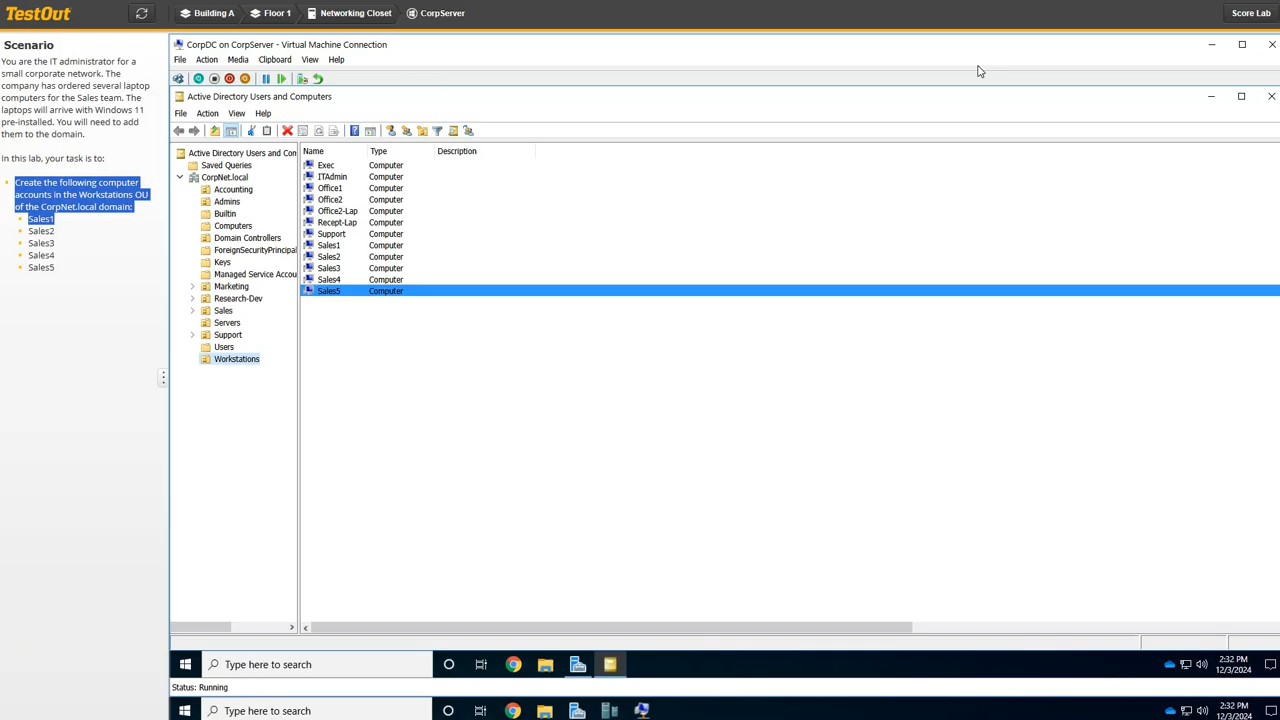 TestOut
Building A
Floor 1
Networking Closet
CorpServer
Score Lab
Scenario
You are the IT administrator for a
small corporate network. The
company has ordered several laptop
computers for the Sales team. The
laptops will arrive with Windows 11
pre-installed. You will need to add
them to the domain.
In this lab, your task is to:
Create the following computer
accounts in the Workstations OU
of the CorpNet.local domain:
Sales1
Sales2
Sales3
Sales4
Sales5
CorpDC on CorpServer - Virtual Machine Connection
File Action Media Clipboard View Help
Active Directory Users and Computers
File Action View Help
Active Directory Users and Con
Saved Queries
CorpNet.local
Accounting
Admins
Builtin
Computers
Domain Controllers
ForeignSecurityPrincipal
Keys
Managed Service Accou
Marketing
Research-Dev
Sales
Servers
Support
Users
Workstations
Name Type Description
Exec Computer
ITAdmin Computer
Office1 Computer
Office2 Computer
Office2-Lap Computer
Recept-Lap Computer
Support Computer
Sales1 Computer
Sales2 Computer
Sales3 Computer
Sales4 Computer
Sales5 Computer
Type here to search
2:32 PM
12/3/2024
Status: Running
Type here to search
2:32 PM
12/3/2024